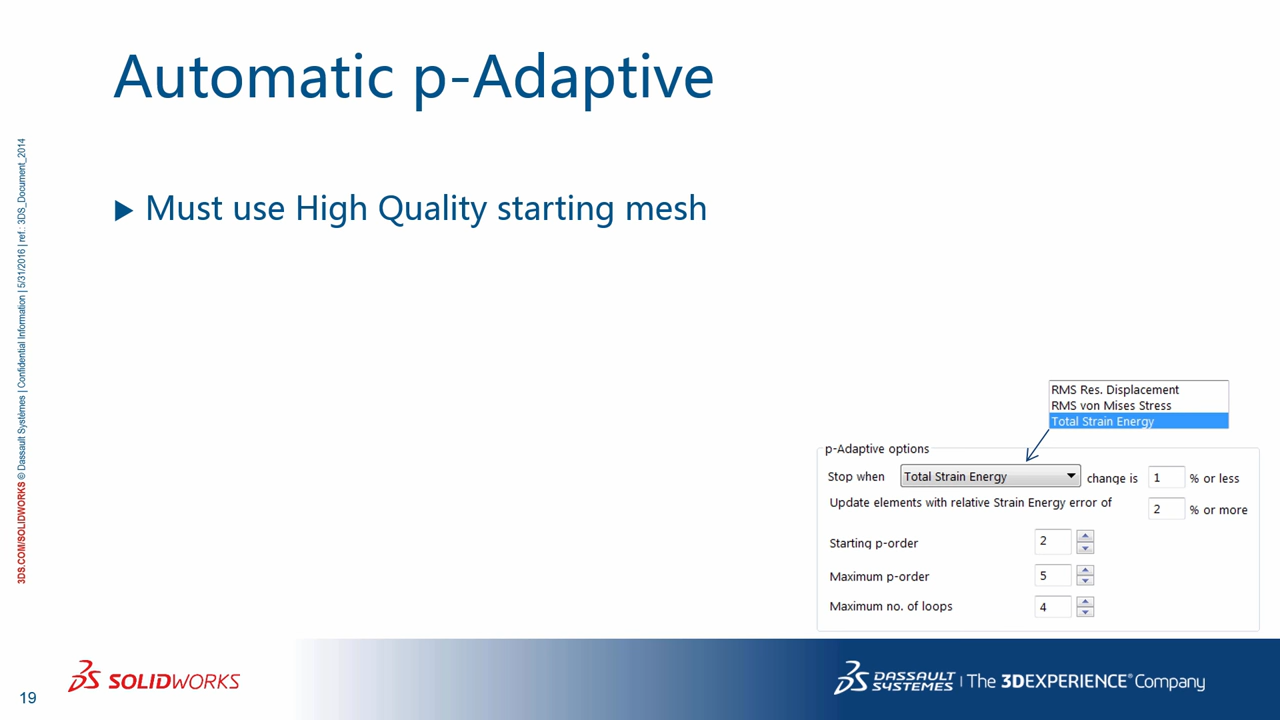 Automatic p-Adaptive
▶ Must use High Quality starting mesh
3DS.COM/SOLIDWORKS © Dassault Systèmes | Confidential Information | 5/31/2016 | ref.: 3DS_Document_2014
RMS Res. Displacement
RMS von Mises Stress
Total Strain Energy
p-Adaptive options
Stop when Total Strain Energy change is 1 % or less
Update elements with relative Strain Energy error of 2 % or more
Starting p-order 2
Maximum p-order 5
Maximum no. of loops 4
19
SOLIDWORKS
DASSAULT SYSTEMES | The 3DEXPERIENCE® Company